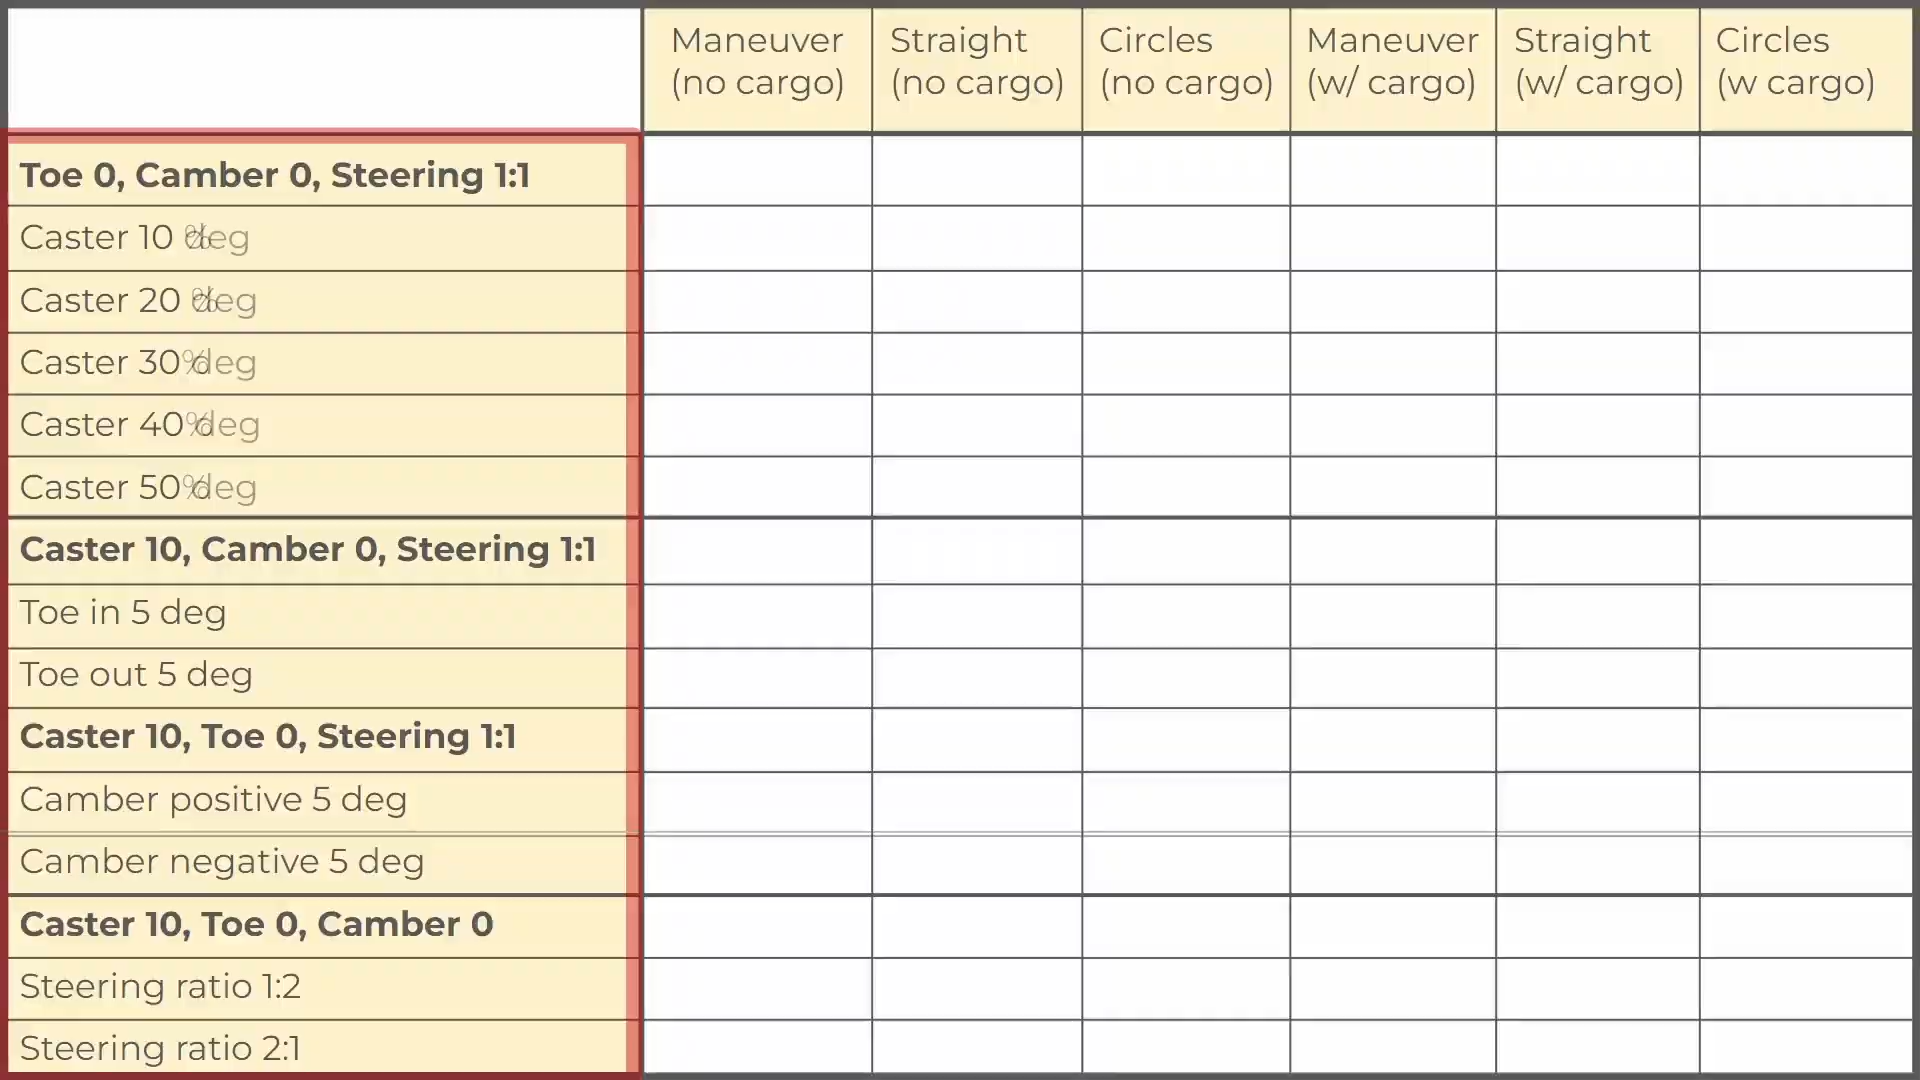 Maneuver Straight Circles Maneuver Straight Circles
(no cargo) (no cargo) (no cargo) (w/ cargo) (w/ cargo) (w cargo)
Toe 0, Camber 0, Steering 1:1
Caster 10 deg
Caster 20 deg
Caster 30 deg
Caster 40 deg
Caster 50 deg
Caster 10, Camber 0, Steering 1:1
Toe in 5 deg
Toe out 5 deg
Caster 10, Toe 0, Steering 1:1
Camber positive 5 deg
Camber negative 5 deg
Caster 10, Toe 0, Camber 0
Steering ratio 1:2
Steering ratio 2:1